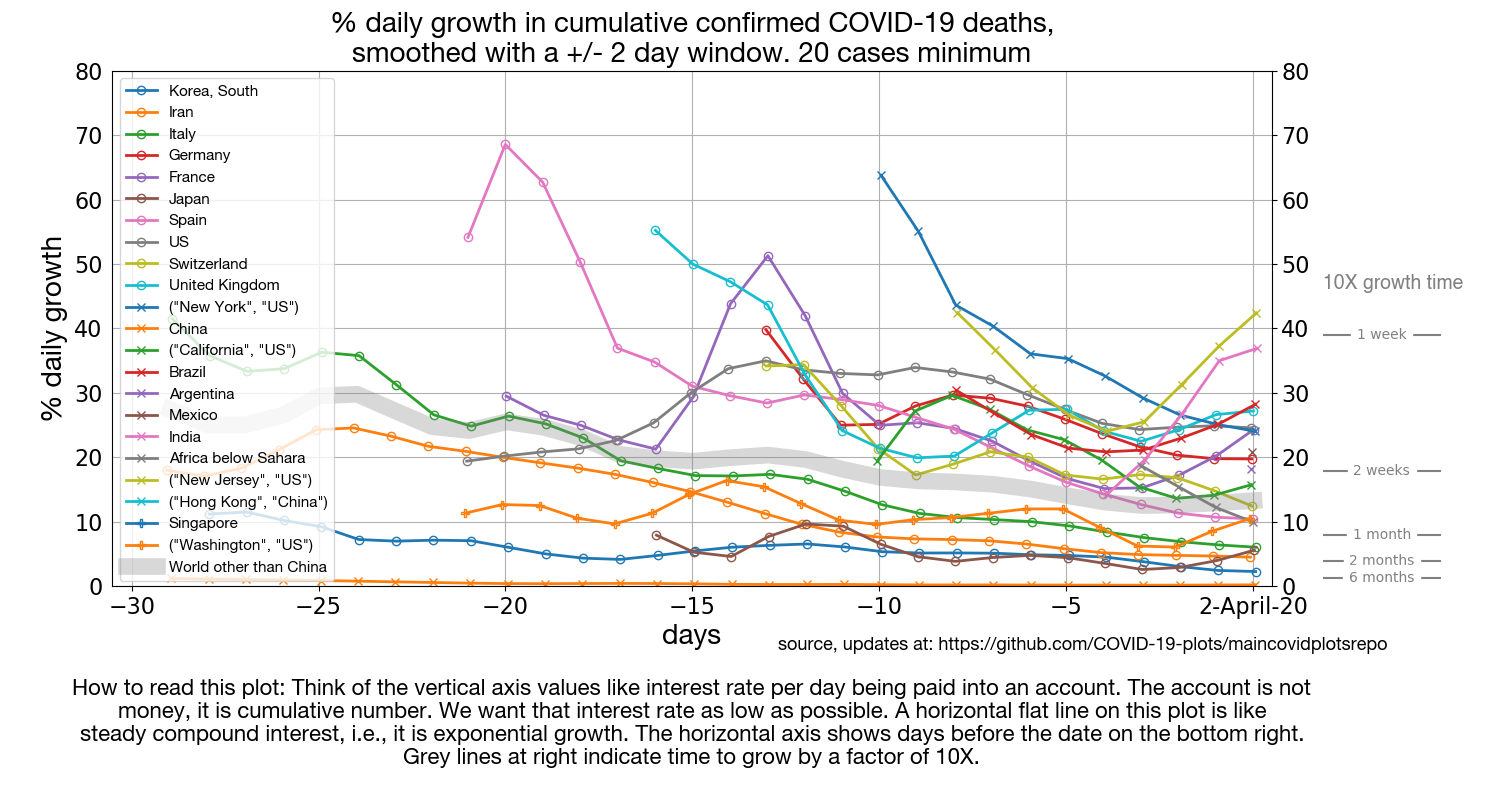 % daily growth in cumulative confirmed COVID-19 deaths,
smoothed with a +/- 2 day window. 20 cases minimum
% daily growth
80
70
60
50
40
30
20
10
0
Korea, South
Iran
Italy
Germany
France
Japan
Spain
US
Switzerland
United Kingdom
("New York", "US")
China
("California", "US")
Brazil
Argentina
Mexico
India
Africa below Sahara
("New Jersey", "US")
("Hong Kong", "China")
Singapore
("Washington", "US")
World other than China
80
70
60
50
40
30
20
10
0
10X growth time
1 week
2 weeks
1 month
2 months
6 months
−30 −25 −20 −15 −10 −5 2-April-20
days
source, updates at: https://github.com/COVID-19-plots/maincovidplotsrepo
How to read this plot: Think of the vertical axis values like interest rate per day being paid into an account. The account is not
money, it is cumulative number. We want that interest rate as low as possible. A horizontal flat line on this plot is like
steady compound interest, i.e., it is exponential growth. The horizontal axis shows days before the date on the bottom right.
Grey lines at right indicate time to grow by a factor of 10X.